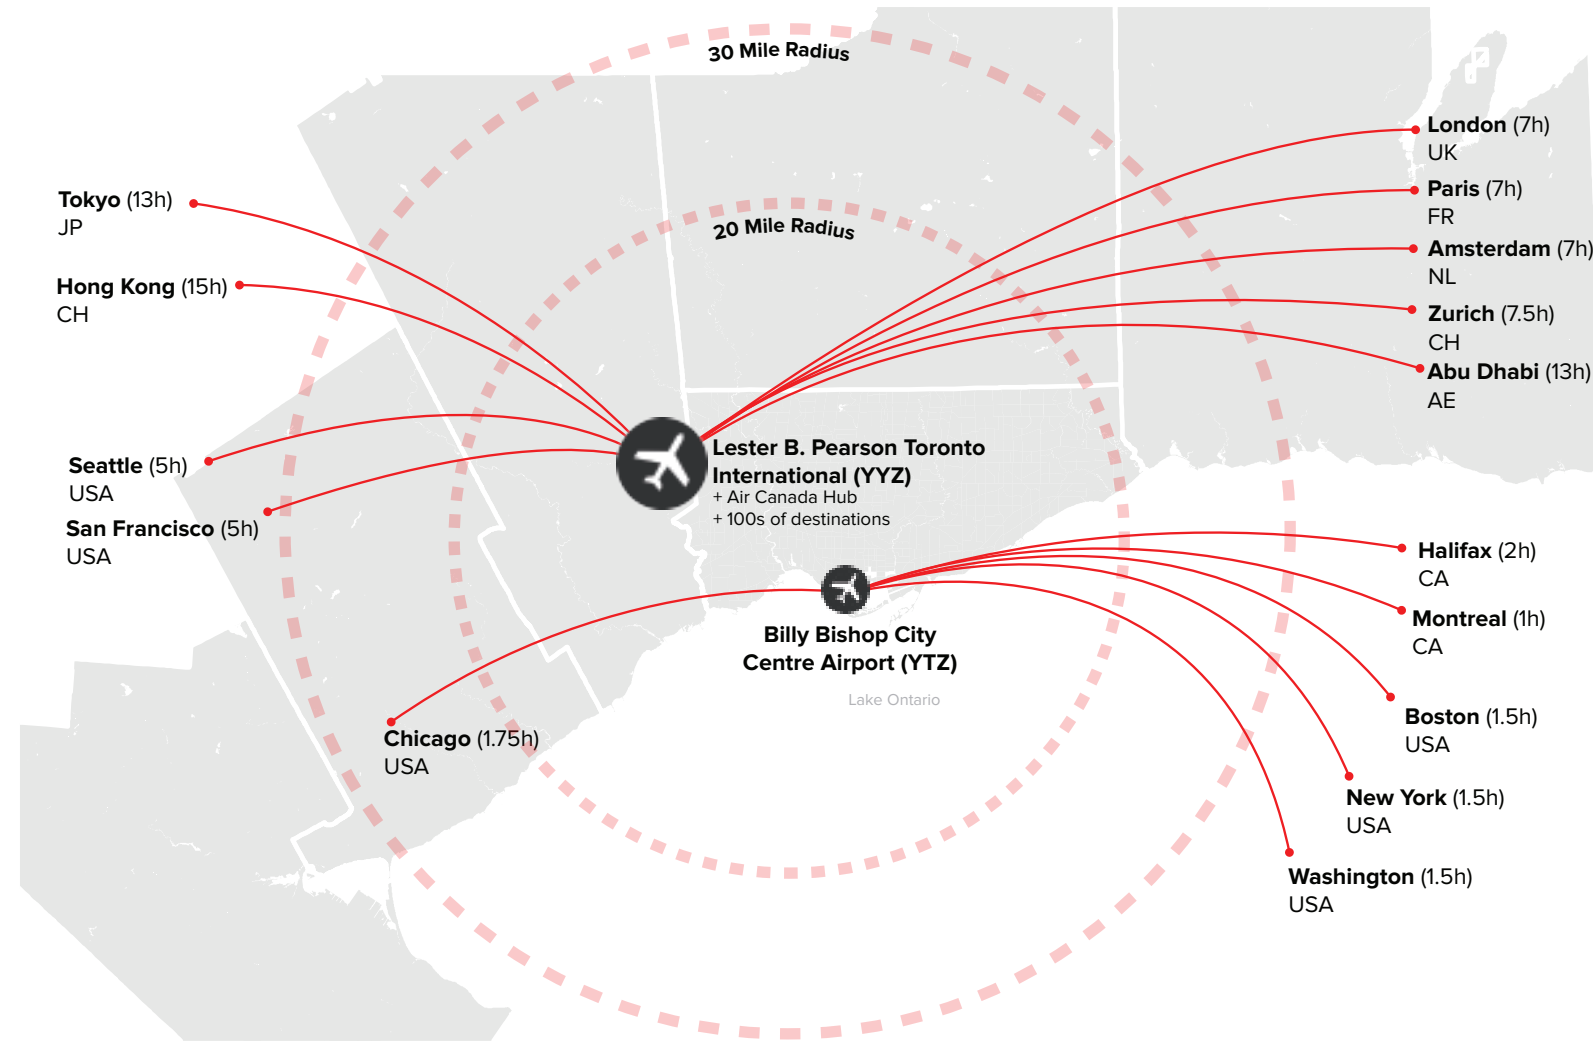 30 Mile Radius
20 Mile Radius
Tokyo (13h)
JP
Hong Kong (15h)
CH
Seattle (5h)
USA
San Francisco (5h)
USA
London (7h)
UK
Paris (7h)
FR
Amsterdam (7h)
NL
Zurich (7.5h)
CH
Abu Dhabi (13h)
AE
Lester B. Pearson Toronto
International (YYZ)
+ Air Canada Hub
+ 100s of destinations
Billy Bishop City
Centre Airport (YTZ)
Lake Ontario
Chicago (1.75h)
USA
Halifax (2h)
CA
Montreal (1h)
CA
Boston (1.5h)
USA
New York (1.5h)
USA
Washington (1.5h)
USA